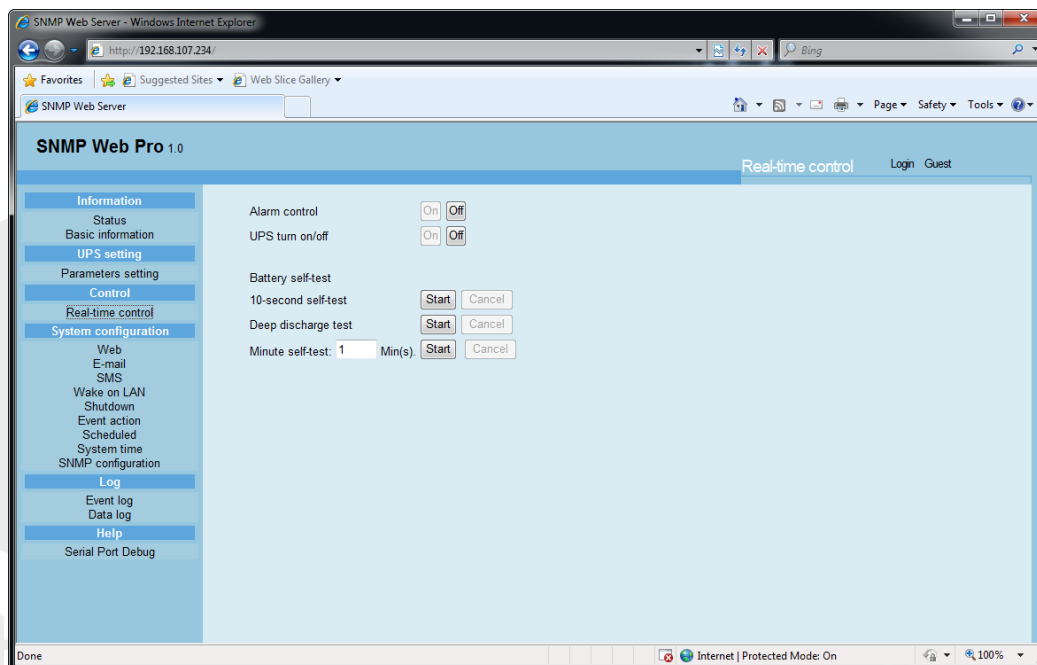 SNMP Web Server - Windows Internet Explorer
http://192.168.107.234/
Bing
Favorites Suggested Sites Web Slice Gallery
SNMP Web Server
Page Safety Tools
SNMP Web Pro 1.0
Real-time control Login Guest
Information
Status
Basic information
UPS setting
Parameters setting
Control
Real-time control
System configuration
Web
E-mail
SMS
Wake on LAN
Shutdown
Event action
Scheduled
System time
SNMP configuration
Log
Event log
Data log
Help
Serial Port Debug
Alarm control On Off
UPS turn on/off On Off
Battery self-test
10-second self-test Start Cancel
Deep discharge test Start Cancel
Minute self-test: 1 Min(s). Start Cancel
Done Internet | Protected Mode: On 100%